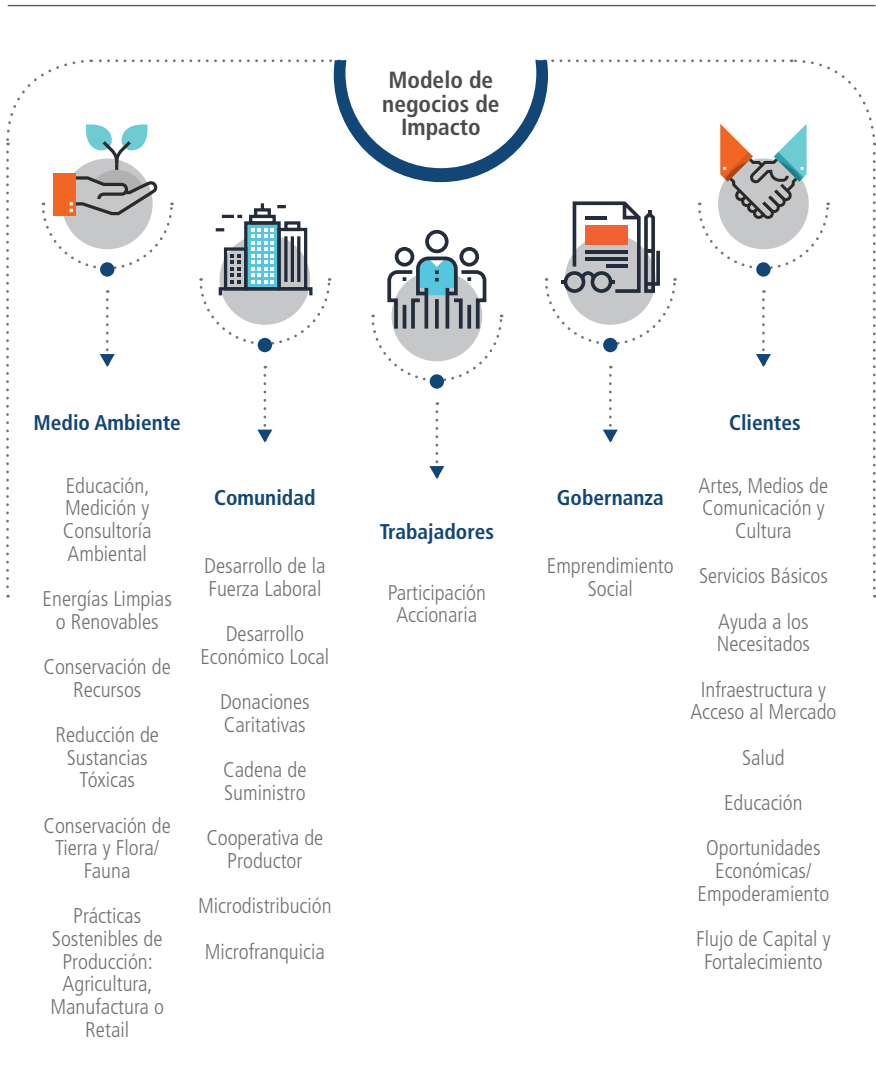 Modelo de
negocios de
Impacto
Medio Ambiente
Educación,
Medición y
Consultoría
Ambiental
Energías Limpias
o Renovables
Conservación de
Recursos
Reducción de
Sustancias
Tóxicas
Conservación de
Tierra y Flora/
Fauna
Prácticas
Sostenibles de
Producción:
Agricultura,
Manufactura o
Retail
Comunidad
Desarrollo de la
Fuerza Laboral
Desarrollo
Económico Local
Donaciones
Caritativas
Cadena de
Suministro
Cooperativa de
Productor
Microdistribución
Microfranquicia
Trabajadores
Participación
Accionaria
Gobernanza
Emprendimiento
Social
Clientes
Artes, Medios de
Comunicación y
Cultura
Servicios Básicos
Ayuda a los
Necesitados
Infraestructura y
Acceso al Mercado
Salud
Educación
Oportunidades
Económicas/
Empoderamiento
Flujo de Capital y
Fortalecimiento